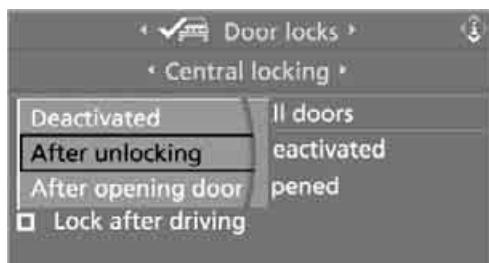 Door locks
Central locking
Deactivated
ll doors
After unlocking
eactivated
After opening door
pened
Lock after driving